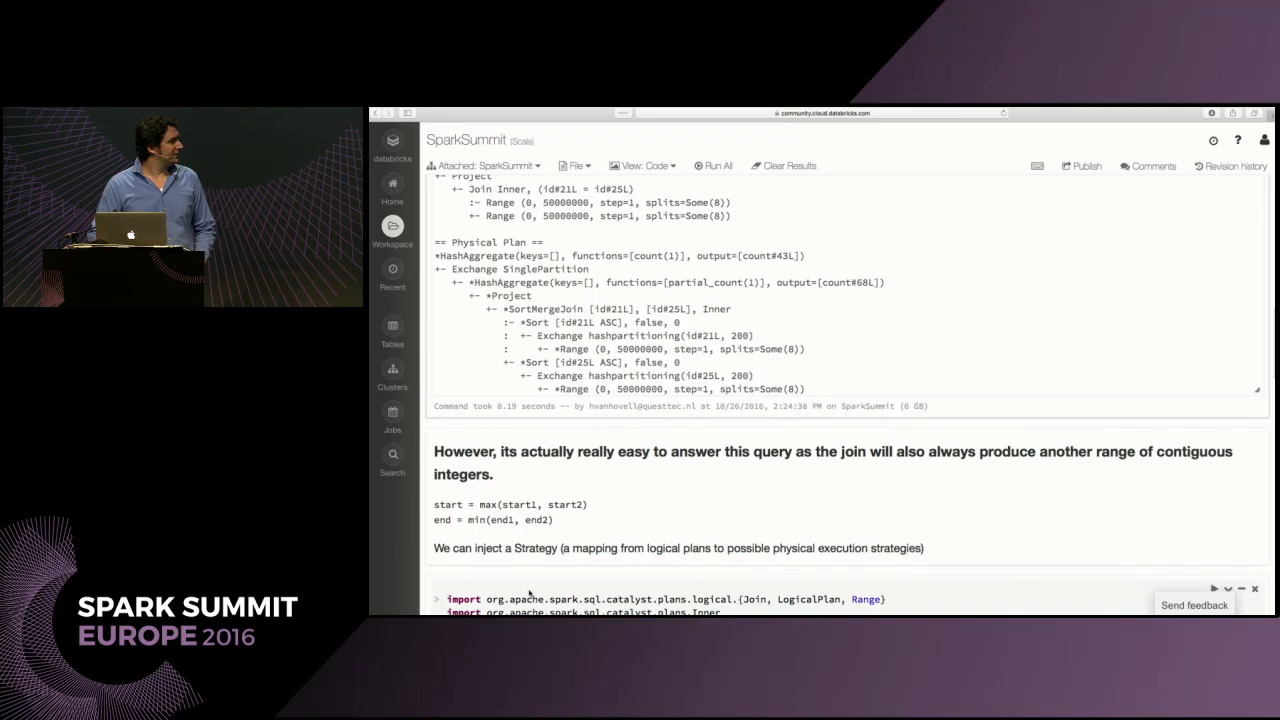 community.cloud.databricks.com
databricks
Home
Workspace
Recent
Tables
Clusters
Jobs
Search
SparkSummit (Scala)
?
Attached: SparkSummit File View: Code Run All Clear Results Publish Comments Revision history
+- Project
+- Join Inner, (id#21L = id#25L)
:- Range (0, 50000000, step=1, splits=Some(8))
+- Range (0, 50000000, step=1, splits=Some(8))
== Physical Plan ==
*HashAggregate(keys=[], functions=[count(1)], output=[count#43L])
+- Exchange SinglePartition
+- *HashAggregate(keys=[], functions=[partial_count(1)], output=[count#68L])
+- *Project
+- *SortMergeJoin [id#21L], [id#25L], Inner
:- *Sort [id#21L ASC], false, 0
: +- Exchange hashpartitioning(id#21L, 200)
: +- *Range (0, 50000000, step=1, splits=Some(8))
+- *Sort [id#25L ASC], false, 0
+- Exchange hashpartitioning(id#25L, 200)
+- *Range (0, 50000000, step=1, splits=Some(8))
Command took 0.19 seconds -- by hvanhovell@questtec.nl at 10/26/2016, 2:24:38 PM on SparkSummit (6 GB)
However, its actually really easy to answer this query as the join will also always produce another range of contiguous
integers.
start = max(start1, start2)
end = min(end1, end2)
We can inject a Strategy (a mapping from logical plans to possible physical execution strategies)
> import org.apache.spark.sql.catalyst.plans.logical.{Join, LogicalPlan, Range}
import org.apache.spark.sql.catalyst.plans.Inner
Send feedback
SPARK SUMMIT
EUROPE 2016